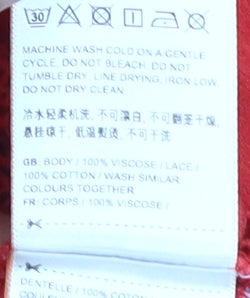 30
MACHINE WASH COLD ON A GENTLE
CYCLE, DO NOT BLEACH, DO NOT
TUMBLE DRY, LINE DRYING, IRON LOW,
DO NOT DRY CLEAN
冷水轻柔机洗，不可漂白，不可翻滚干燥，
悬挂晾干，低温熨烫，不可干洗
GB: BODY / 100% VISCOSE / LACE /
100% COTTON / WASH SIMILAR
COLOURS TOGETHER
FR: CORPS / 100% VISCOSE /
DENTELLE / 100% COTON